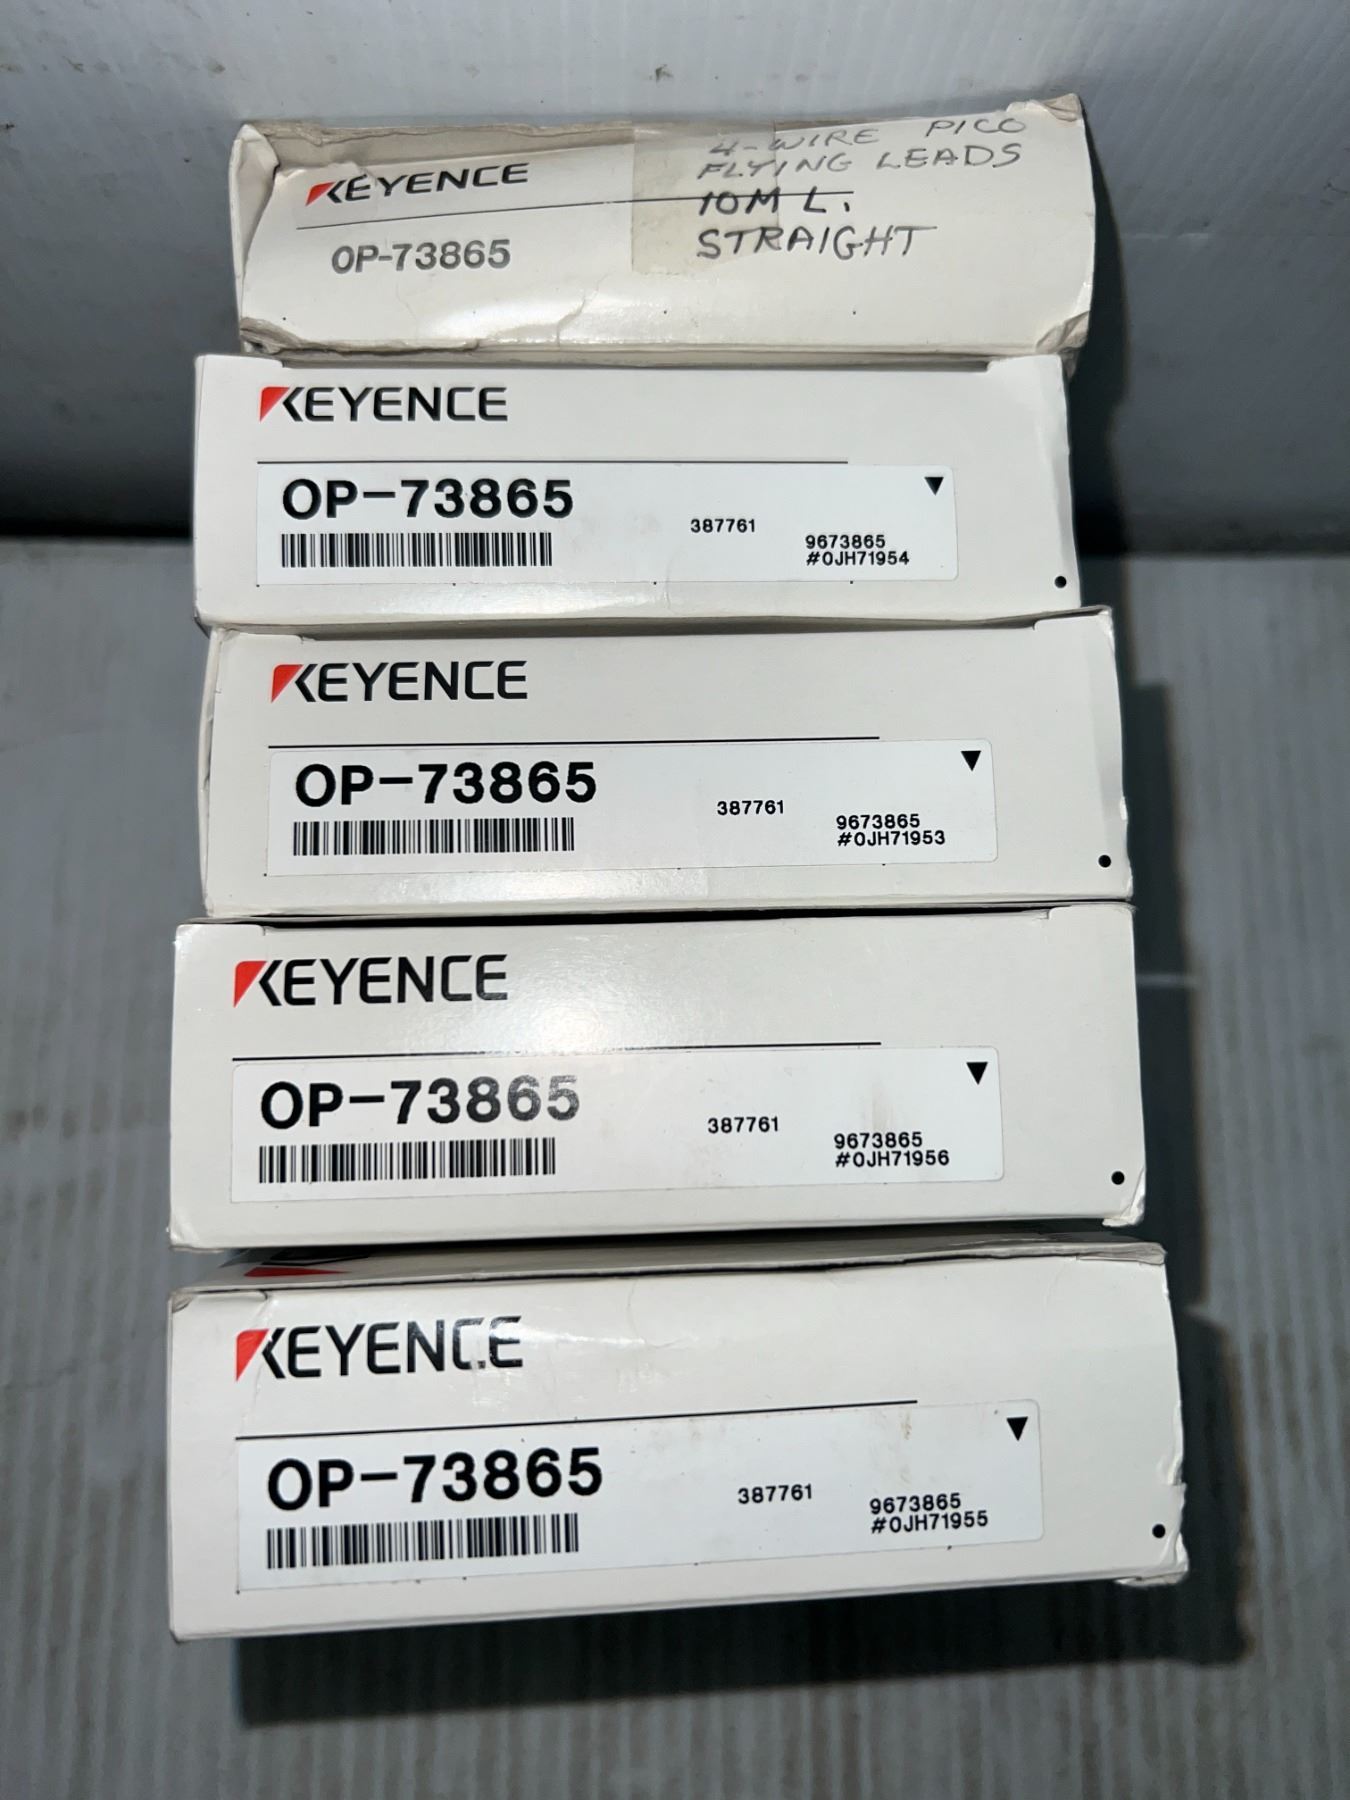 KEYENCE
OP-73865
4-WIRE PICO
FLYING LEADS
10M L.
STRAIGHT
KEYENCE
OP-73865
387761
9673865
#0JH71954
KEYENCE
OP-73865
387761
9673865
#0JH71953
KEYENCE
OP-73865
387761
9673865
#0JH71956
KEYENCE
OP-73865
387761
9673865
#0JH71955